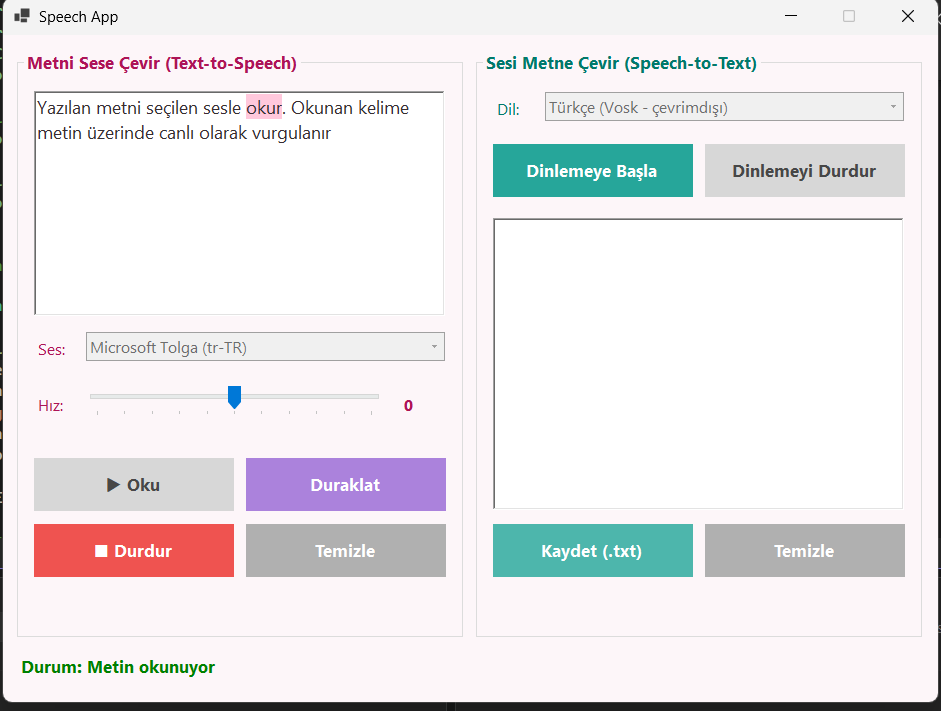 Speech App
Metni Sese Çevir (Text-to-Speech)
Yazılan metni seçilen sesle okur. Okunan kelime
metin üzerinde canlı olarak vurgulanır
Ses:
Microsoft Tolga (tr-TR)
Hız:
0
▶ Oku
Duraklat
■ Durdur
Temizle
Sesi Metne Çevir (Speech-to-Text)
Dil:
Türkçe (Vosk - çevrimdışı)
Dinlemeye Başla
Dinlemeyi Durdur
Kaydet (.txt)
Temizle
Durum: Metin okunuyor